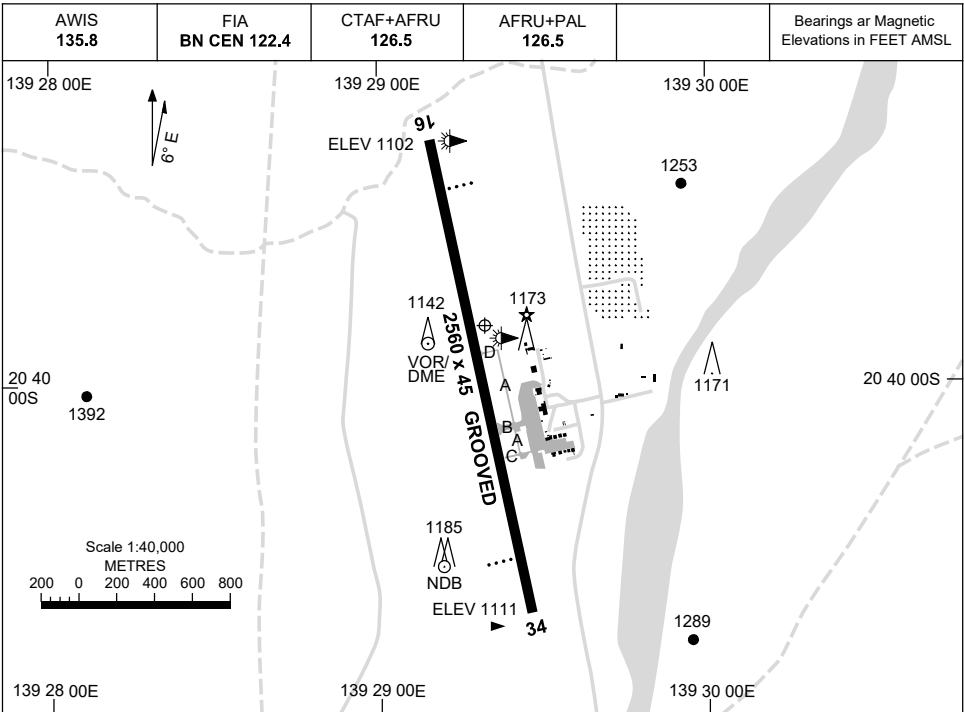 AWIS
135.8
FIA
BN CEN 122.4
CTAF+AFRU
126.5
AFRU+PAL
126.5
Bearings ar Magnetic
Elevations in FEET AMSL
139 28 00E
139 29 00E
139 30 00E
6° E
16
ELEV 1102
1253
1142
VOR/
DME
1173
D
A
B
A
C
2560 x 45 GROOVED
1171
20 40
00S
20 40 00S
1392
1185
NDB
Scale 1:40,000
METRES
200 0 200 400 600 800
ELEV 1111
34
1289
139 28 00E
139 29 00E
139 30 00E